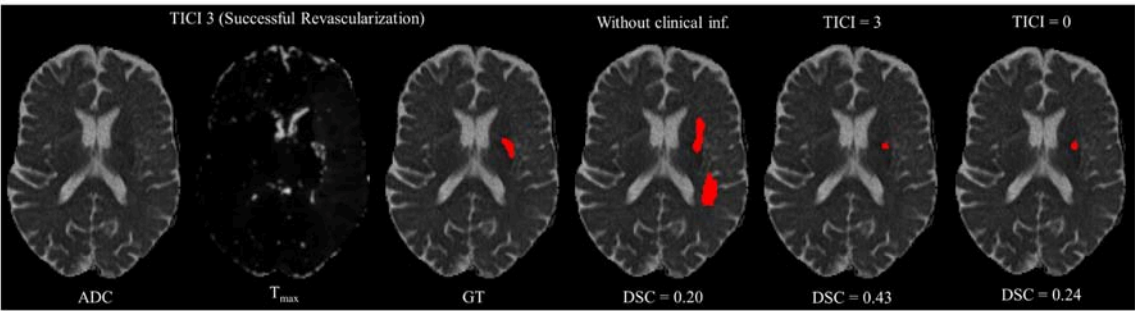 TICI 3 (Successful Revascularization)
Without clinical inf.
TICI = 3
TICI = 0
ADC
Tmax
GT
DSC = 0.20
DSC = 0.43
DSC = 0.24